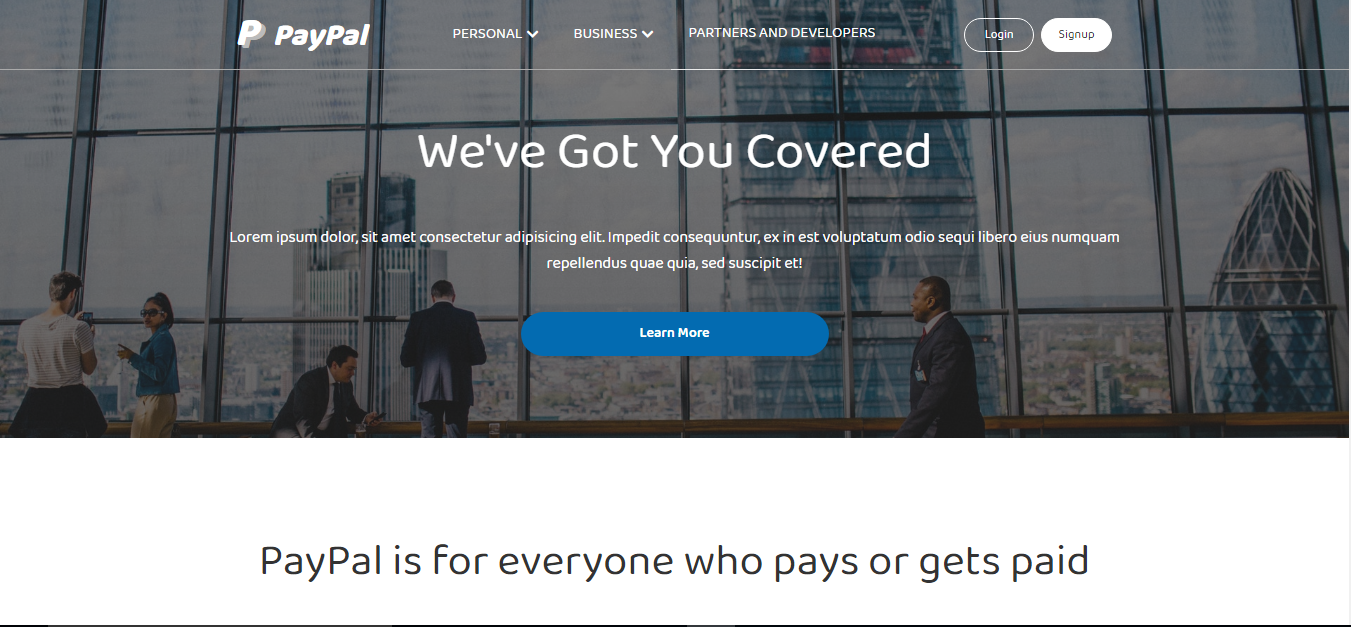 PayPal
PERSONAL
BUSINESS
PARTNERS AND DEVELOPERS
Login
Signup
We've Got You Covered
Lorem ipsum dolor, sit amet consectetur adipisicing elit. Impedit consequuntur, ex in est voluptatum odio sequi libero eius numquam
repellendus quae quia, sed suscipit et!
Learn More
PayPal is for everyone who pays or gets paid